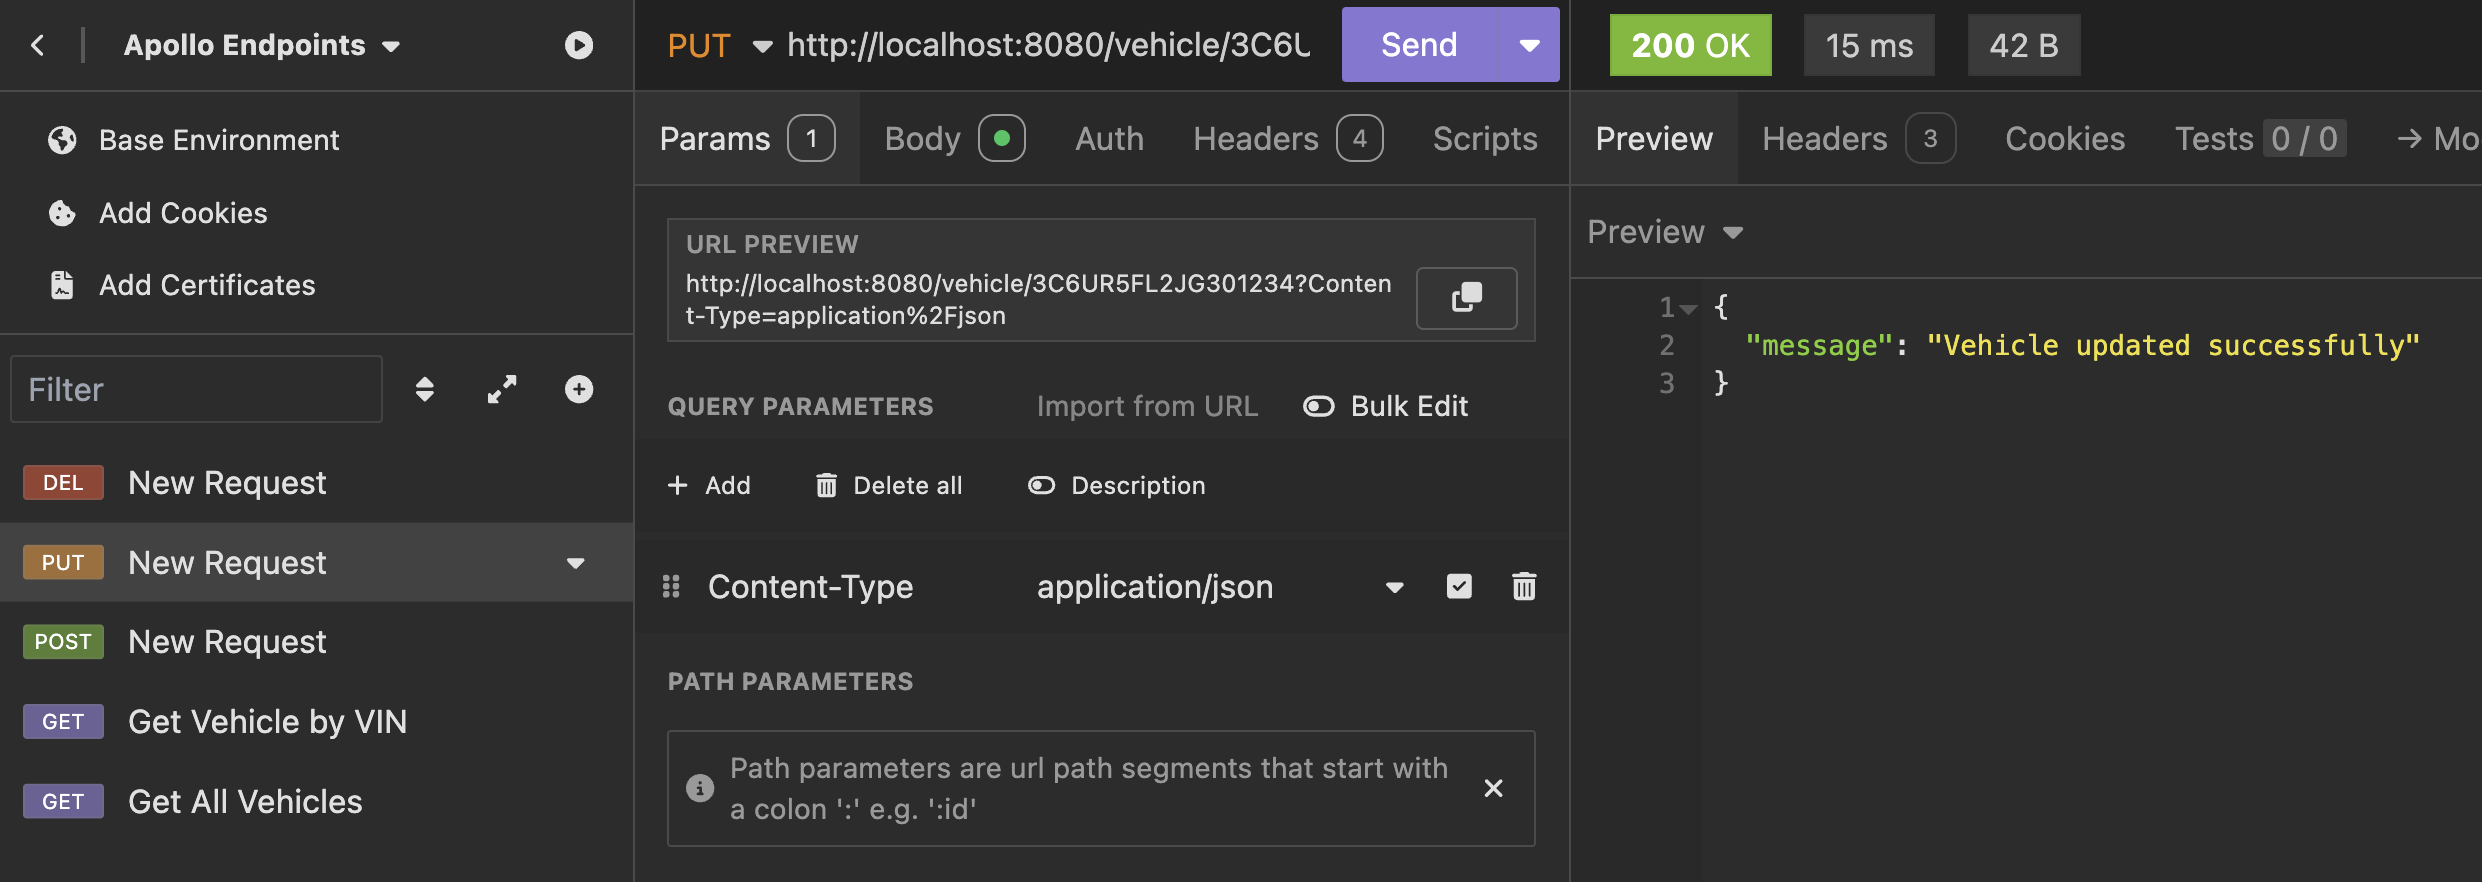 Apollo Endpoints
Base Environment
Add Cookies
Add Certificates
Filter
DEL New Request
PUT New Request
POST New Request
GET Get Vehicle by VIN
GET Get All Vehicles
PUT http://localhost:8080/vehicle/3C6U Send
Params 1 Body Auth Headers 4 Scripts
URL PREVIEW
http://localhost:8080/vehicle/3C6UR5FL2JG301234?Conten
t-Type=application%2Fjson
QUERY PARAMETERS Import from URL Bulk Edit
+ Add Delete all Description
Content-Type application/json
PATH PARAMETERS
Path parameters are url path segments that start with
a colon ':' e.g. ':id'
200 OK 15 ms 42 B
Preview Headers 3 Cookies Tests 0 / 0 → Mo
Preview
1 {
2 "message": "Vehicle updated successfully"
3 }